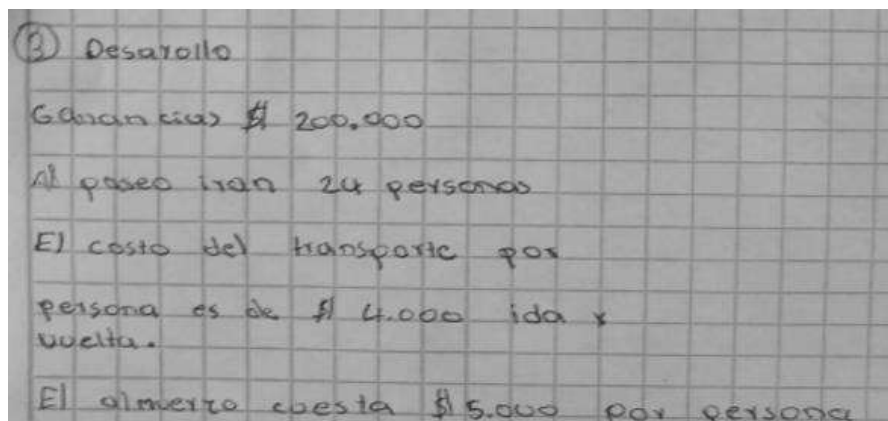 ③ Desarollo
Ganancias $ 200.000
Al paseo iran 24 personas
El costo del transporte por
persona es de $ 4.000 ida y
vuelta.
El almuerzo cuesta $ 5.000 por persona